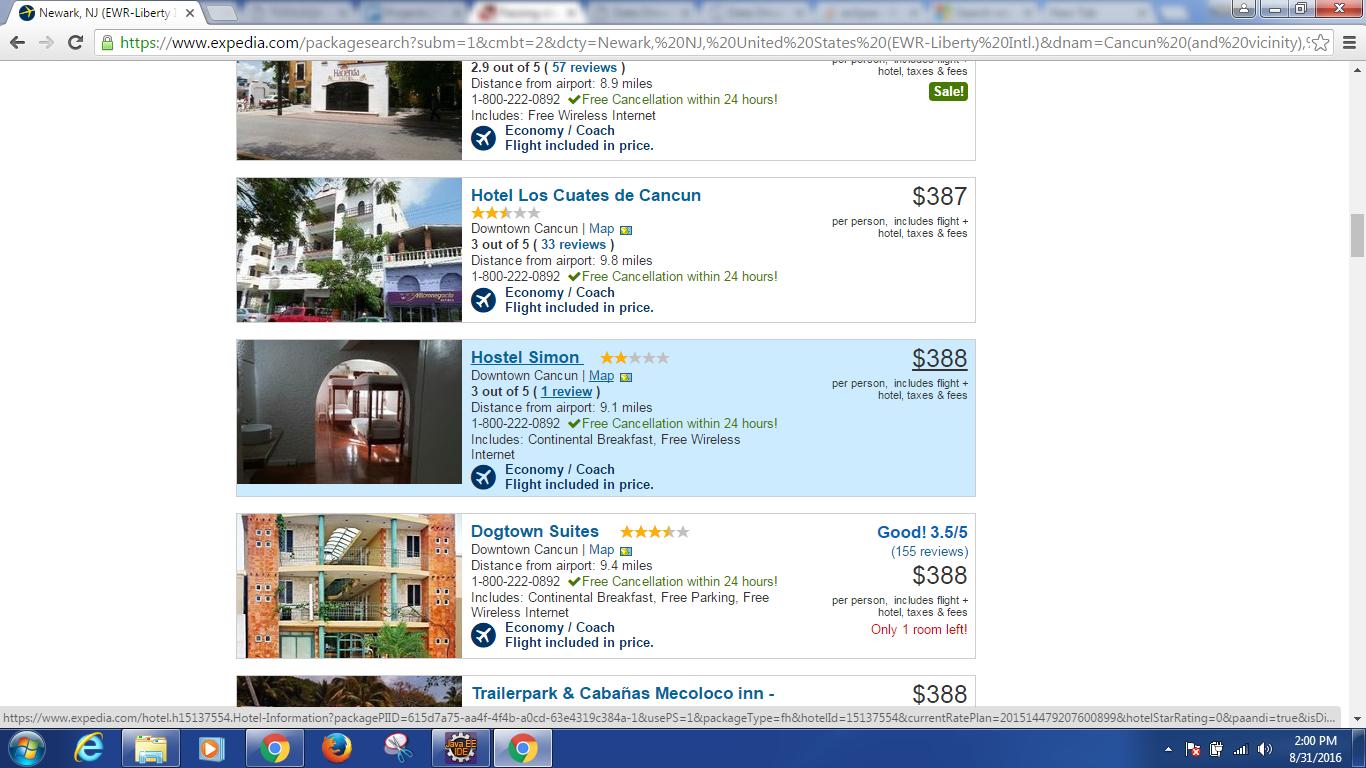 Newark, NJ (EWR-Liberty I
https://www.expedia.com/packagesearch?subm=1&cmbt=2&dcty=Newark,%20NJ,%20United%20States%20(EWR-Liberty%20Intl.)&dnam=Cancun%20(and%20vicinity),%
Hacienda
2.9 out of 5 ( 57 reviews )
per person, includes flight +
hotel, taxes & fees
Distance from airport: 8.9 miles
Sale!
1-800-222-0892 ✔Free Cancellation within 24 hours!
Includes: Free Wireless Internet
Economy / Coach
Flight included in price.
Hotel Los Cuates de Cancun
$387
per person, includes flight +
hotel, taxes & fees
Downtown Cancun | Map
3 out of 5 ( 33 reviews )
Distance from airport: 9.8 miles
1-800-222-0892 ✔Free Cancellation within 24 hours!
Economy / Coach
Flight included in price.
Hostel Simon
$388
per person, includes flight +
hotel, taxes & fees
Downtown Cancun | Map
3 out of 5 ( 1 review )
Distance from airport: 9.1 miles
1-800-222-0892 ✔Free Cancellation within 24 hours!
Includes: Continental Breakfast, Free Wireless
Internet
Economy / Coach
Flight included in price.
Dogtown Suites
Good! 3.5/5
(155 reviews)
$388
per person, includes flight +
hotel, taxes & fees
Only 1 room left!
Downtown Cancun | Map
Distance from airport: 9.4 miles
1-800-222-0892 ✔Free Cancellation within 24 hours!
Includes: Continental Breakfast, Free Parking, Free
Wireless Internet
Economy / Coach
Flight included in price.
Trailerpark & Cabañas Mecoloco inn -
$388
https://www.expedia.com/hotel.h15137554.Hotel-Information?packagePIID=615d7a75-aa4f-4f4b-a0cd-63e4319c384a-1&usePS=1&packageType=fh&hotelId=15137554&currentRatePlan=201514479207600899&hotelStarRating=0&paandi=true&isDi...
Java EE
IDE
2:00 PM
8/31/2016